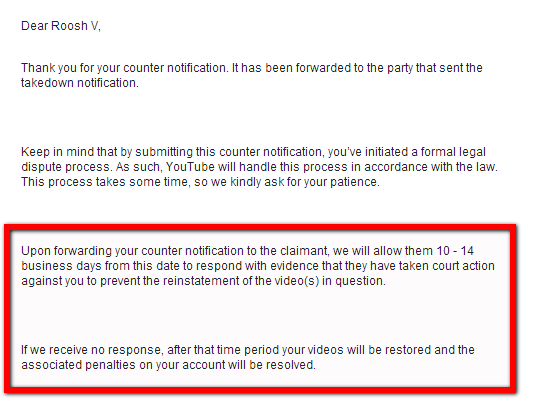 Dear Roosh V,
Thank you for your counter notification. It has been forwarded to the party that sent the
takedown notification.
Keep in mind that by submitting this counter notification, you've initiated a formal legal
dispute process. As such, YouTube will handle this process in accordance with the law.
This process takes some time, so we kindly ask for your patience.
Upon forwarding your counter notification to the claimant, we will allow them 10 - 14
business days from this date to respond with evidence that they have taken court action
against you to prevent the reinstatement of the video(s) in question.
If we receive no response, after that time period your videos will be restored and the
associated penalties on your account will be resolved.